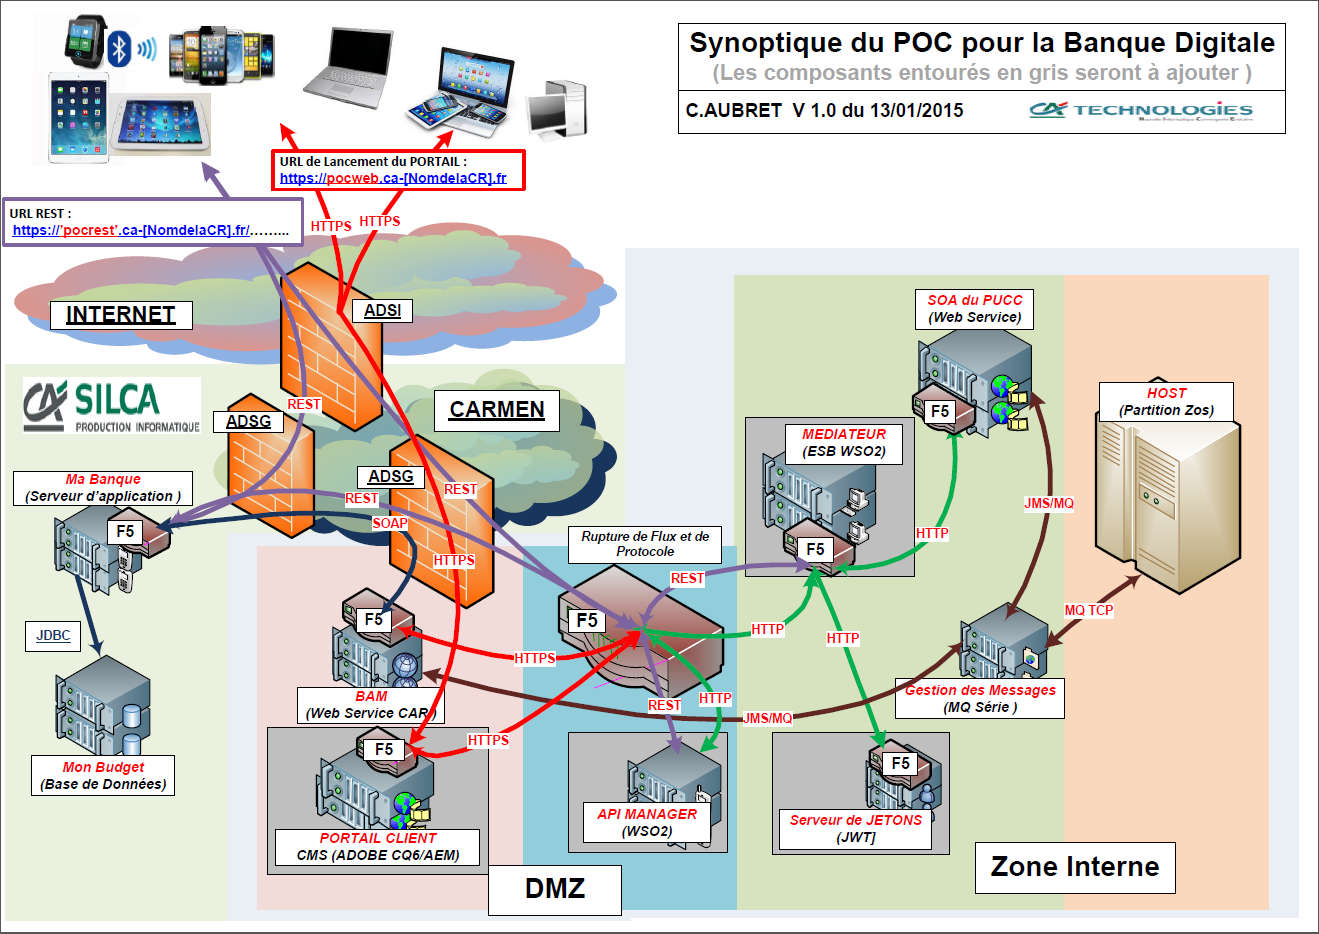 Synoptique du POC pour la Banque Digitale
(Les composants entourés en gris seront à ajouter )
C.AUBRET  V 1.0 du 13/01/2015
CA TECHNOLOGIES
URL de Lancement du PORTAIL :
https://pocweb.ca-[NomdelaCR].fr
URL REST :
https://'pocrest'.ca-[NomdelaCR].fr/……...
HTTPS
HTTPS
INTERNET
ADSI
SOA du PUCC
(Web Service)
CA SILCA
PRODUCTION INFORMATIQUE
REST
CARMEN
ADSG
F5
HOST
(Partition Zos)
MEDIATEUR
(ESB WSO2)
Ma Banque
(Serveur d'application )
ADSG
REST
REST
JMS/MQ
SOAP
F5
HTTPS
Rupture de Flux et de
Protocole
HTTP
F5
REST
JDBC
F5
F5
MQ TCP
HTTP
HTTP
HTTPS
BAM
(Web Service CAR )
REST
HTTP
JMS/MQ
Gestion des Messages
(MQ Série )
HTTPS
F5
F5
Mon Budget
(Base de Données)
API MANAGER
(WSO2)
Serveur de JETONS
(JWT]
PORTAIL CLIENT
CMS (ADOBE CQ6/AEM)
DMZ
Zone Interne